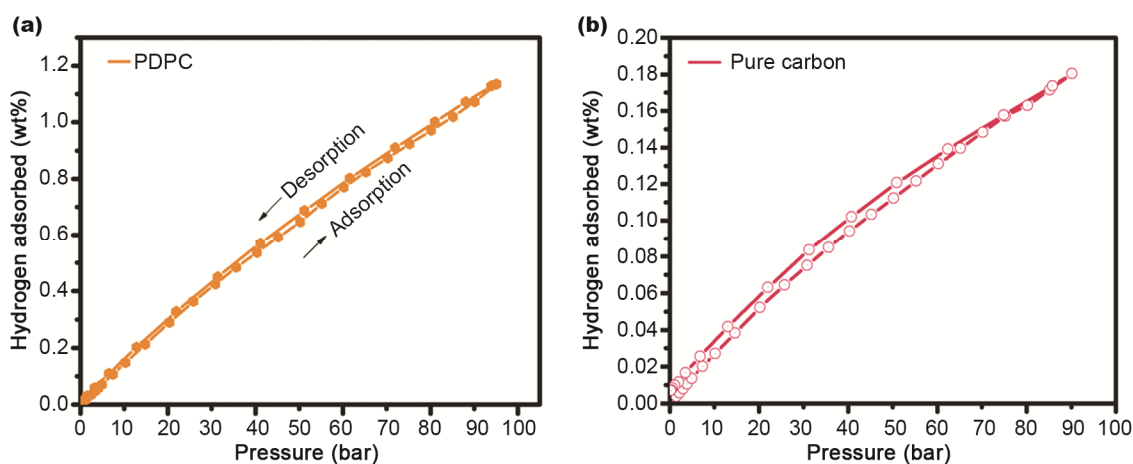 (a)
PDPC
Desorption
Adsorption
Hydrogen adsorbed (wt%)
1.2
1.0
0.8
0.6
0.4
0.2
0.0
0 10 20 30 40 50 60 70 80 90 100
Pressure (bar)
(b)
Pure carbon
Hydrogen adsorbed (wt%)
0.20
0.18
0.16
0.14
0.12
0.10
0.08
0.06
0.04
0.02
0.00
0 10 20 30 40 50 60 70 80 90 100
Pressure (bar)